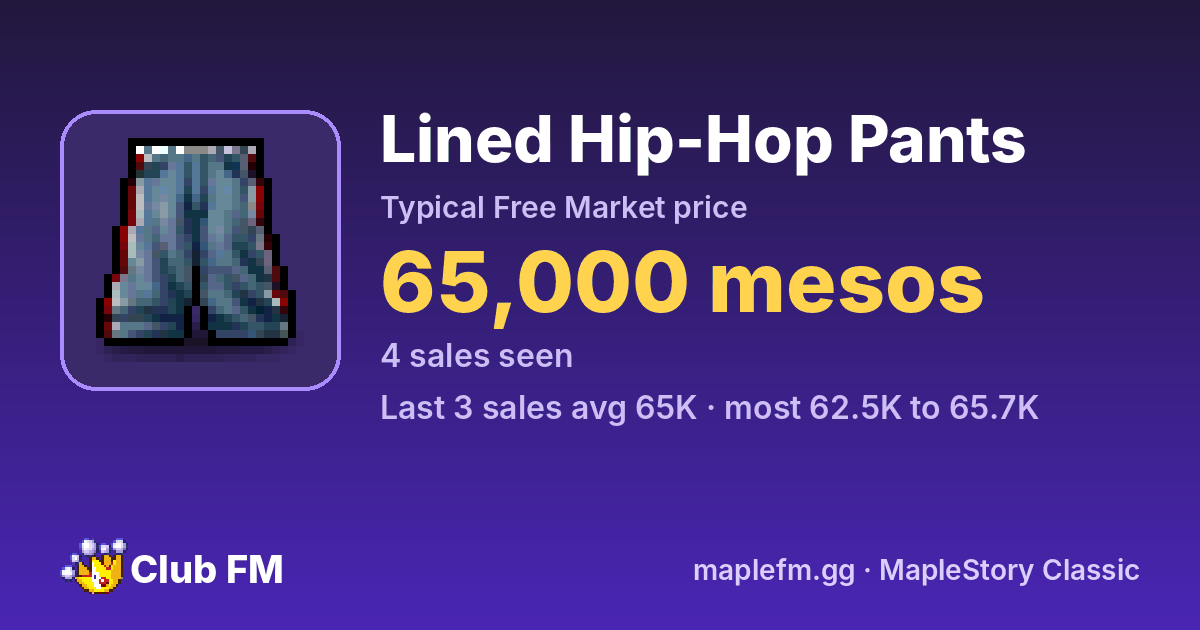 Lined Hip-Hop Pants
Typical Free Market price
65,000 mesos
4 sales seen
Last 3 sales avg 65K · most 62.5K to 65.7K
Club FM
maplefm.gg · MapleStory Classic